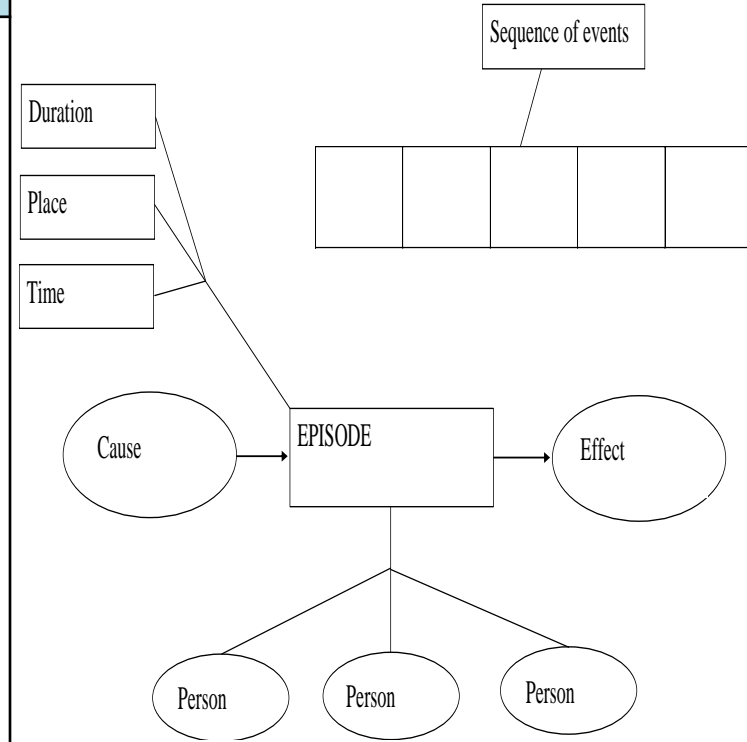 Sequence of events
Duration
Place
Time
Cause
EPISODE
Effect
Person
Person
Person